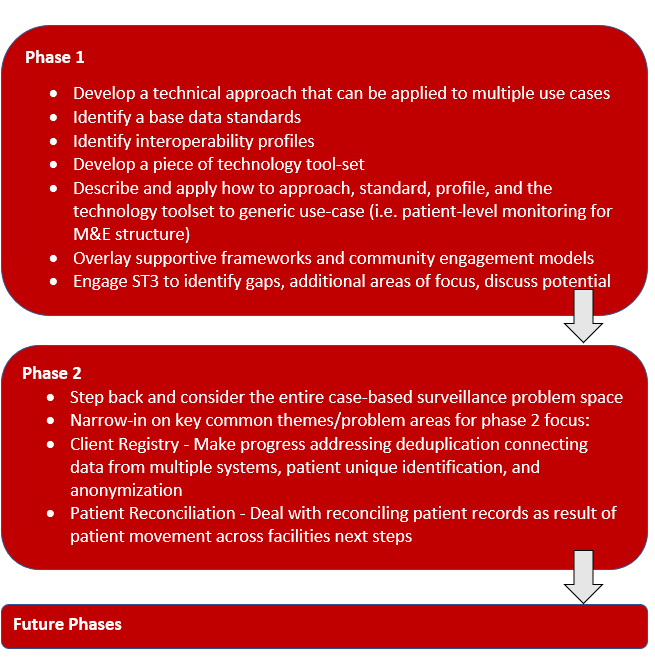 Phase 1
• Develop a technical approach that can be applied to multiple use cases
• Identify a base data standards
• Identify interoperability profiles
• Develop a piece of technology tool-set
• Describe and apply how to approach, standard, profile, and the
technology toolset to generic use-case (i.e. patient-level monitoring for
M&E structure)
• Overlay supportive frameworks and community engagement models
• Engage ST3 to identify gaps, additional areas of focus, discuss potential
Phase 2
• Step back and consider the entire case-based surveillance problem space
• Narrow-in on key common themes/problem areas for phase 2 focus:
• Client Registry - Make progress addressing deduplication connecting
data from multiple systems, patient unique identification, and
anonymization
• Patient Reconciliation - Deal with reconciling patient records as result of
patient movement across facilities next steps
Future Phases